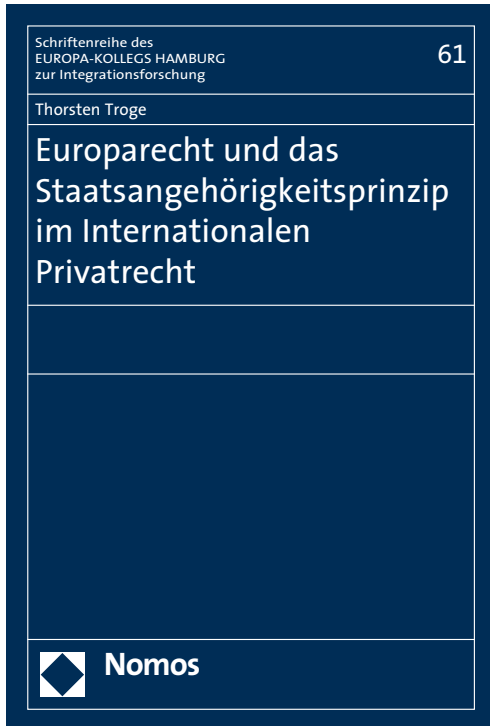 Schriftenreihe des
EUROPA-KOLLEGS HAMBURG
zur Integrationsforschung
61
Thorsten Troge
Europarecht und das
Staatsangehörigkeitsprinzip
im Internationalen
Privatrecht
Nomos